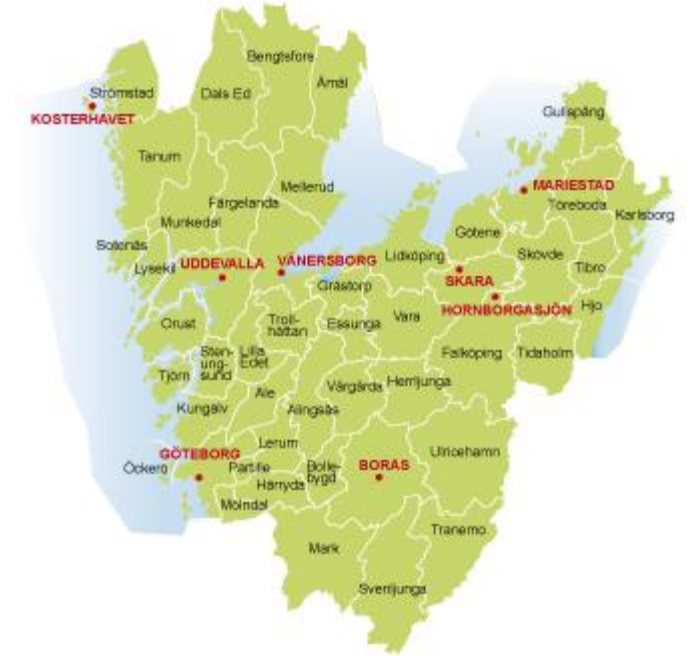 Bengtsfors
Åmål
Strömstad
Dals Ed
KOSTERHAVET
Gullspång
Tanum
Mellerud
MARIESTAD
Färgelanda
Töreboda
Karlsborg
Munkedal
Götene
Sotenäs
Lysekil
UDDEVALLA
VÄNERSBORG
Lidköping
Skövde
Tibro
SKARA
Grästorp
HORNBORGASJÖN
Hjo
Orust
Troll-
hättan
Essunga
Vara
Sten-
ung-
sund
Lilla
Edet
Falköping
Tidaholm
Tjörn
Ale
Vårgårda
Herrljunga
Kungälv
Alingsås
Lerum
Ulricehamn
GÖTEBORG
Öckerö
Partille
Bolle-
bygd
BORÅS
Härryda
Mölndal
Tranemo
Mark
Svenljunga